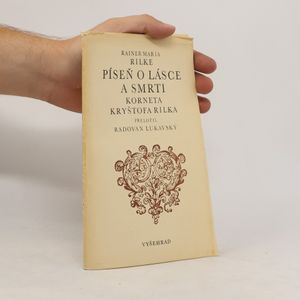 RAINER MARIA
RILKE
PÍSEŇ O LÁSCE
A SMRTI
KORNETA
KRYŠTOFA RILKA
PŘELOŽIL
RADOVAN LUKAVSKÝ
VYŠEHRAD